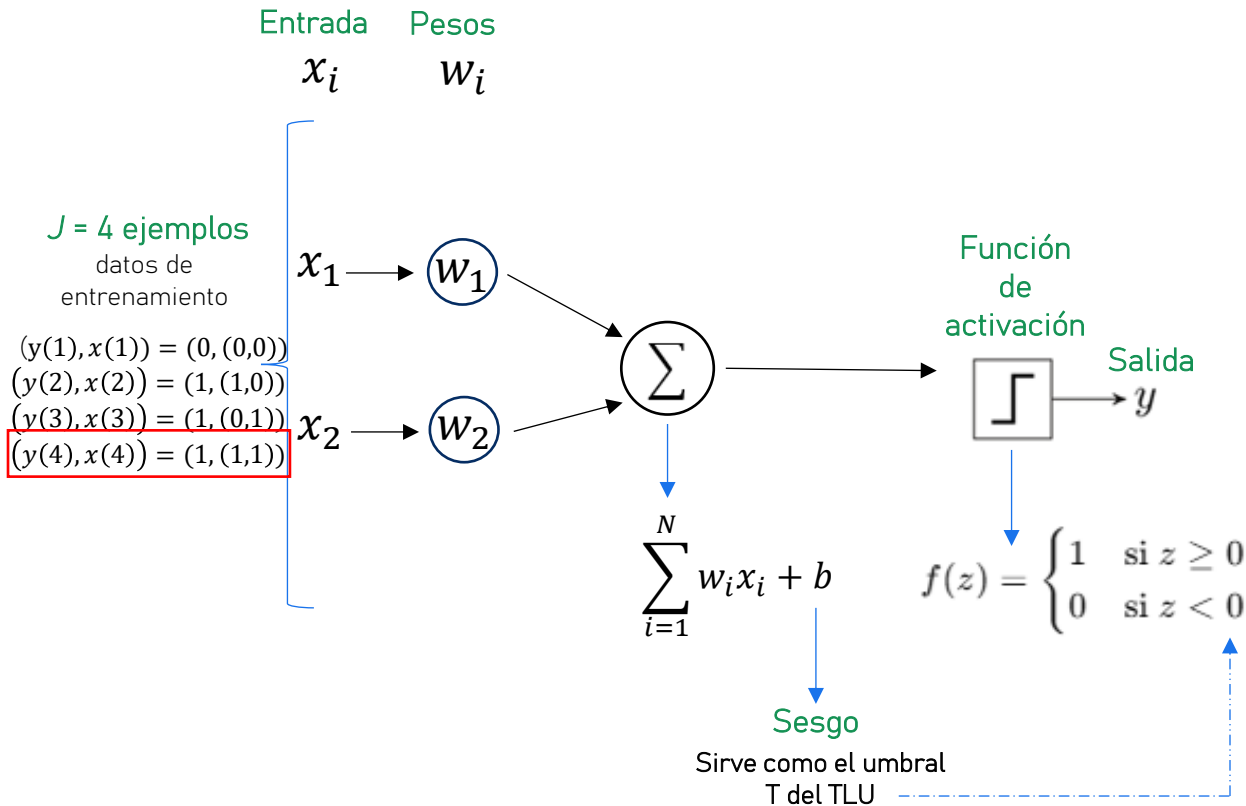 Entrada Pesos
x_i w_i
J = 4 ejemplos
datos de
entrenamiento
(y(1), x(1)) = (0, (0,0))
(y(2), x(2)) = (1, (1,0))
(y(3), x(3)) = (1, (0,1))
(y(4), x(4)) = (1, (1,1))
x_1 w_1
x_2 w_2
∑
∑_{i=1}^{N} w_i x_i + b
Sesgo
Sirve como el umbral
T del TLU
Función
de
activación
Salida
y
f(z) = { 1 si z ≥ 0
0 si z < 0